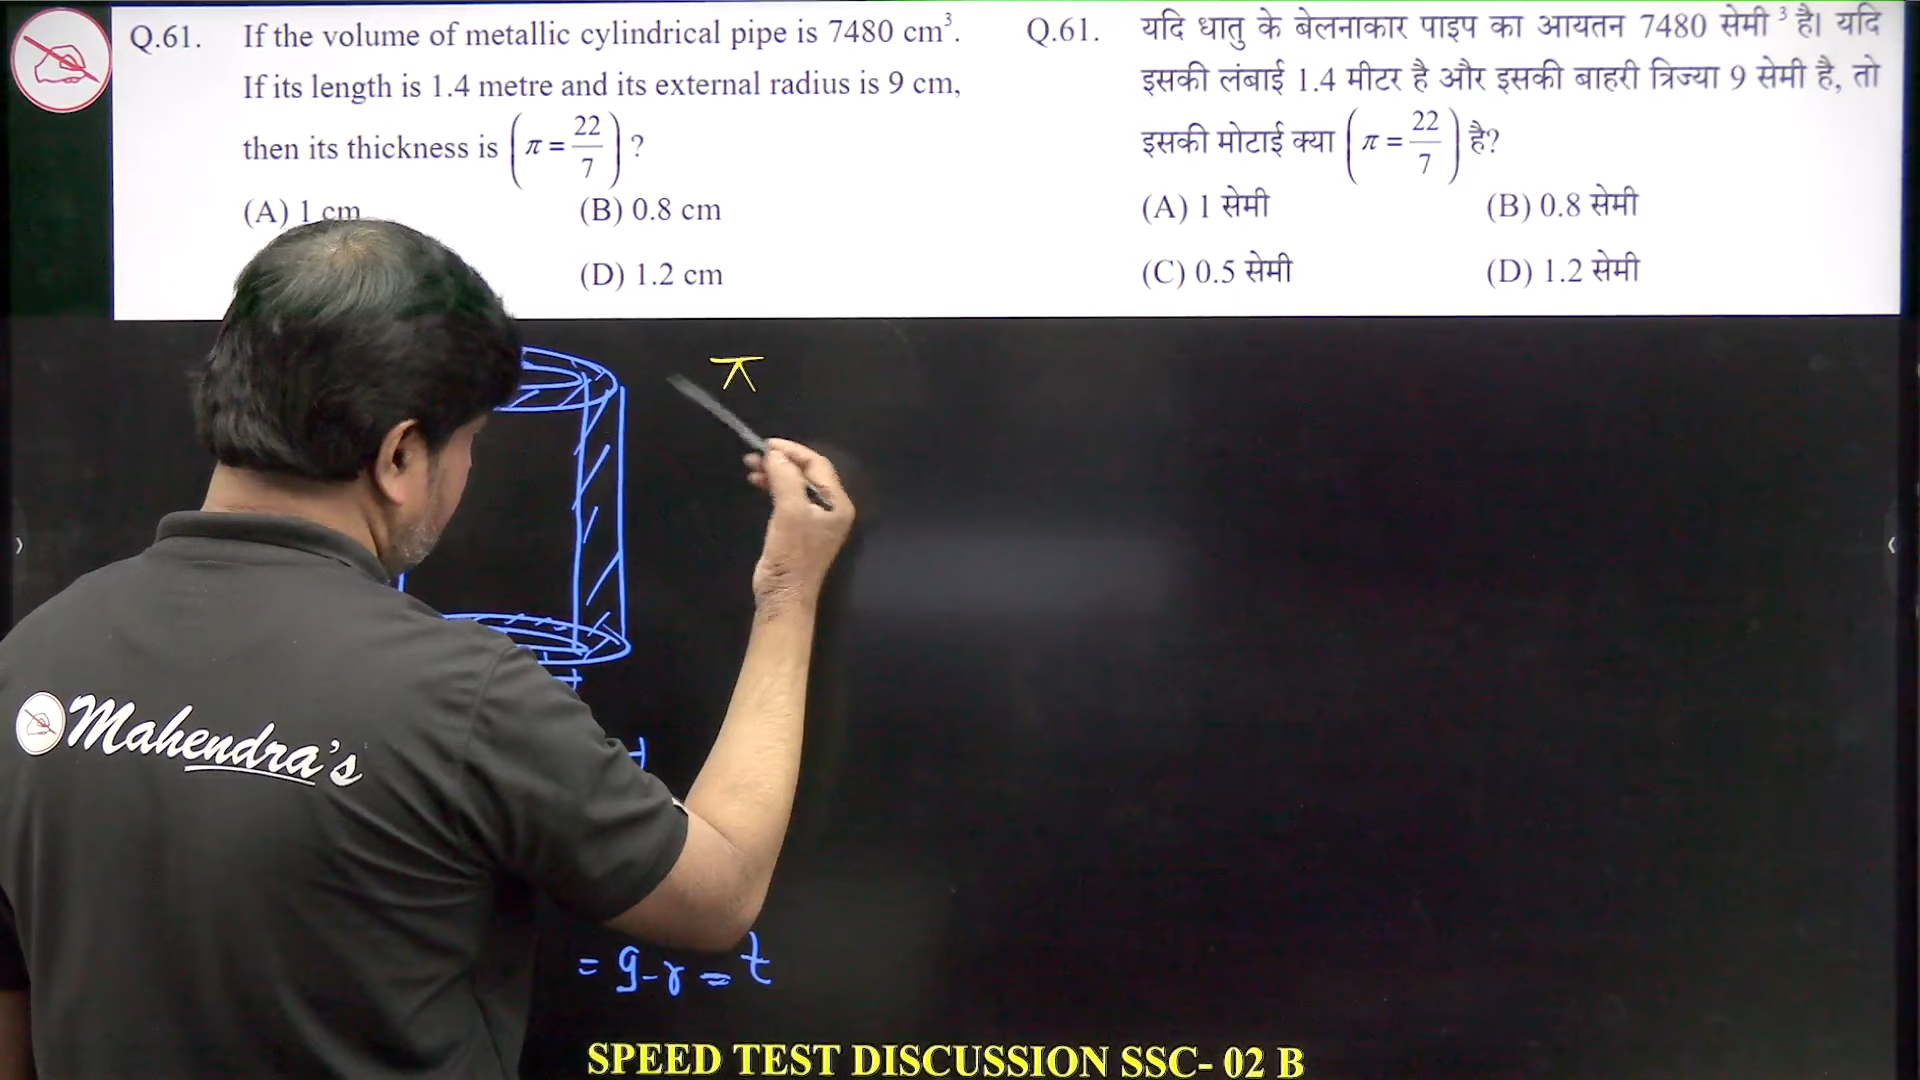 Q.61. If the volume of metallic cylindrical pipe is 7480 cm³.
If its length is 1.4 metre and its external radius is 9 cm,
then its thickness is (π = 22/7) ?
(A) 1 cm (B) 0.8 cm
(D) 1.2 cm
Q.61. यदि धातु के बेलनाकार पाइप का आयतन 7480 सेमी ³ है। यदि
इसकी लंबाई 1.4 मीटर है और इसकी बाहरी त्रिज्या 9 सेमी है, तो
इसकी मोटाई क्या (π = 22/7) है?
(A) 1 सेमी (B) 0.8 सेमी
(C) 0.5 सेमी (D) 1.2 सेमी
π
Mahendra's
= 9-r = t
SPEED TEST DISCUSSION SSC- 02 B